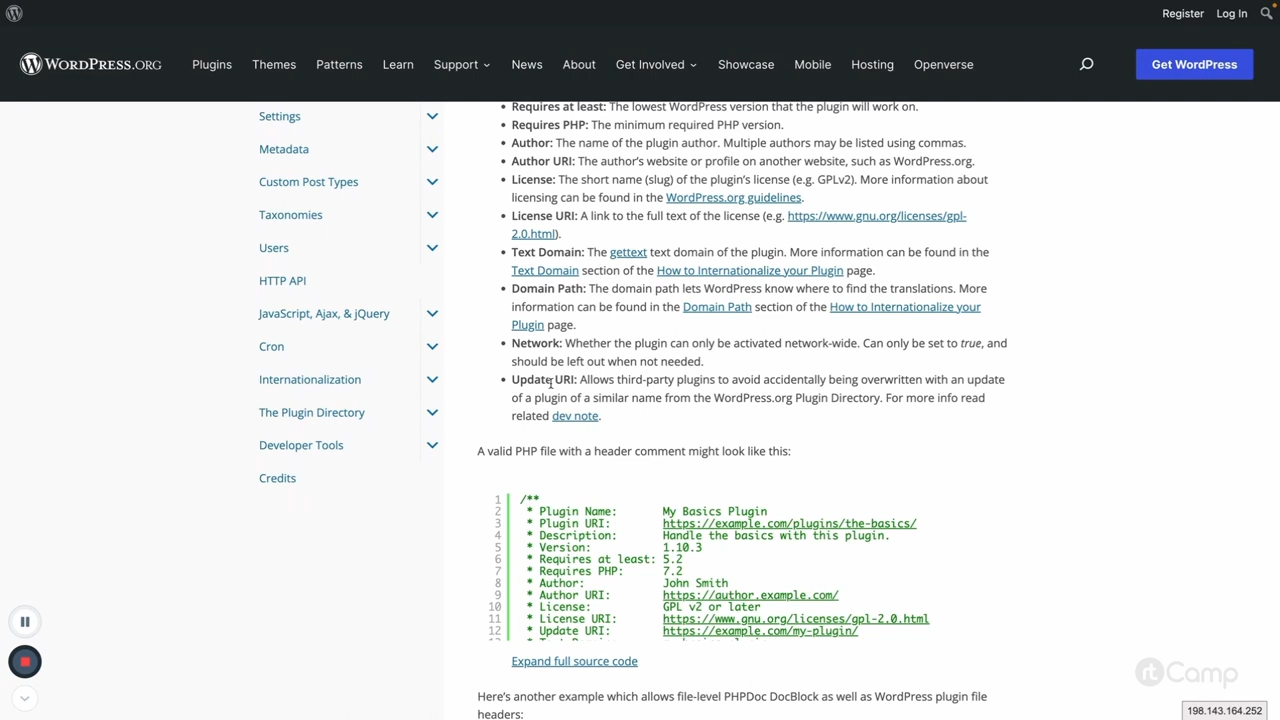 Register Log In
WORDPRESS.ORG Plugins Themes Patterns Learn Support News About Get Involved Showcase Mobile Hosting Openverse Get WordPress
Settings
Metadata
Custom Post Types
Taxonomies
Users
HTTP API
JavaScript, Ajax, & jQuery
Cron
Internationalization
The Plugin Directory
Developer Tools
Credits
• Requires at least: The lowest WordPress version that the plugin will work on.
• Requires PHP: The minimum required PHP version.
• Author: The name of the plugin author. Multiple authors may be listed using commas.
• Author URI: The author's website or profile on another website, such as WordPress.org.
• License: The short name (slug) of the plugin's license (e.g. GPLv2). More information about
licensing can be found in the WordPress.org guidelines.
• License URI: A link to the full text of the license (e.g. https://www.gnu.org/licenses/gpl-
2.0.html).
• Text Domain: The gettext text domain of the plugin. More information can be found in the
Text Domain section of the How to Internationalize your Plugin page.
• Domain Path: The domain path lets WordPress know where to find the translations. More
information can be found in the Domain Path section of the How to Internationalize your
Plugin page.
• Network: Whether the plugin can only be activated network-wide. Can only be set to true, and
should be left out when not needed.
• Update URI: Allows third-party plugins to avoid accidentally being overwritten with an update
of a plugin of a similar name from the WordPress.org Plugin Directory. For more info read
related dev note.
A valid PHP file with a header comment might look like this:
1 /**
2 * Plugin Name: My Basics Plugin
3 * Plugin URI: https://example.com/plugins/the-basics/
4 * Description: Handle the basics with this plugin.
5 * Version: 1.10.3
6 * Requires at least: 5.2
7 * Requires PHP: 7.2
8 * Author: John Smith
9 * Author URI: https://author.example.com/
10 * License: GPL v2 or later
11 * License URI: https://www.gnu.org/licenses/gpl-2.0.html
12 * Update URI: https://example.com/my-plugin/
Expand full source code
Here's another example which allows file-level PHPDoc DocBlock as well as WordPress plugin file
headers:
rtCamp
198.143.164.252